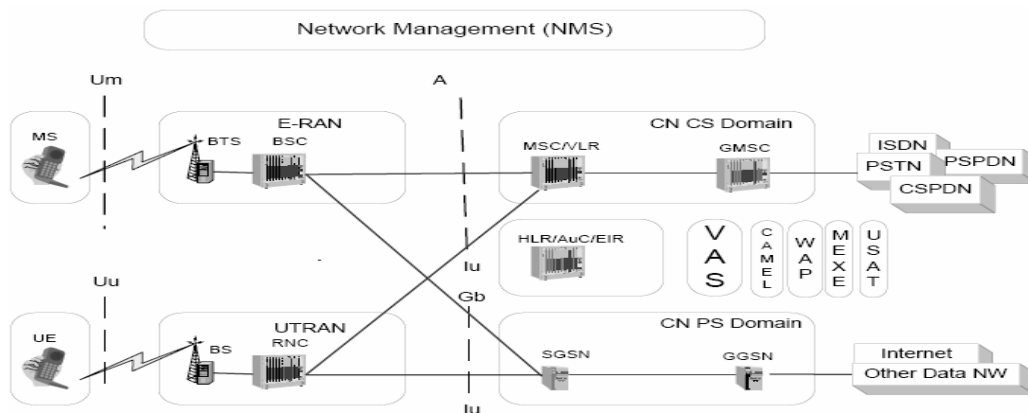 Network Management (NMS)
Um
A
MS
E-RAN
BTS
BSC
CN CS Domain
MSC/VLR
GMSC
ISDN
PSTN
PSPDN
CSPDN
HLR/AuC/EIR
VAS
CAMEL
WAP
MEXE
USAT
Iu
Uu
Gb
UE
UTRAN
BS
RNC
CN PS Domain
SGSN
GGSN
Internet
Other Data NW
Iu